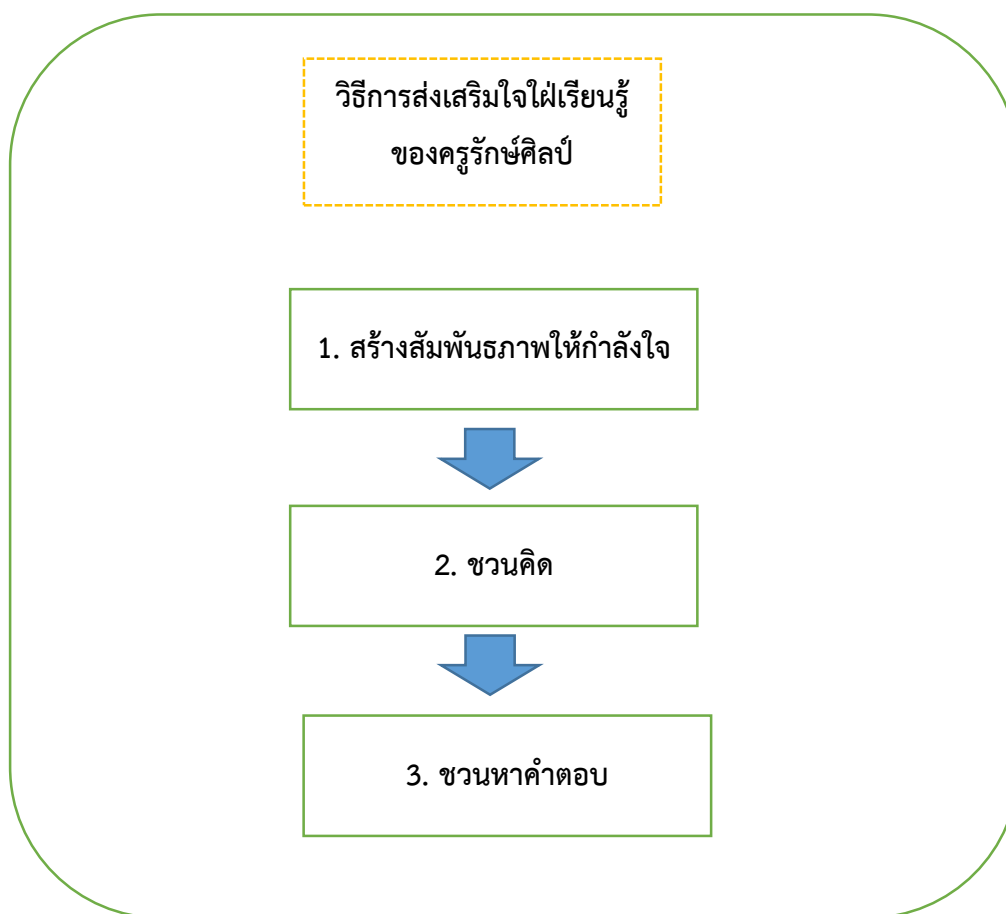 วิธีการส่งเสริมใจใฝ่เรียนรู้
ของครูรักษ์ศิลป์
1. สร้างสัมพันธภาพให้กำลังใจ
2. ชวนคิด
3. ชวนหาคำตอบ